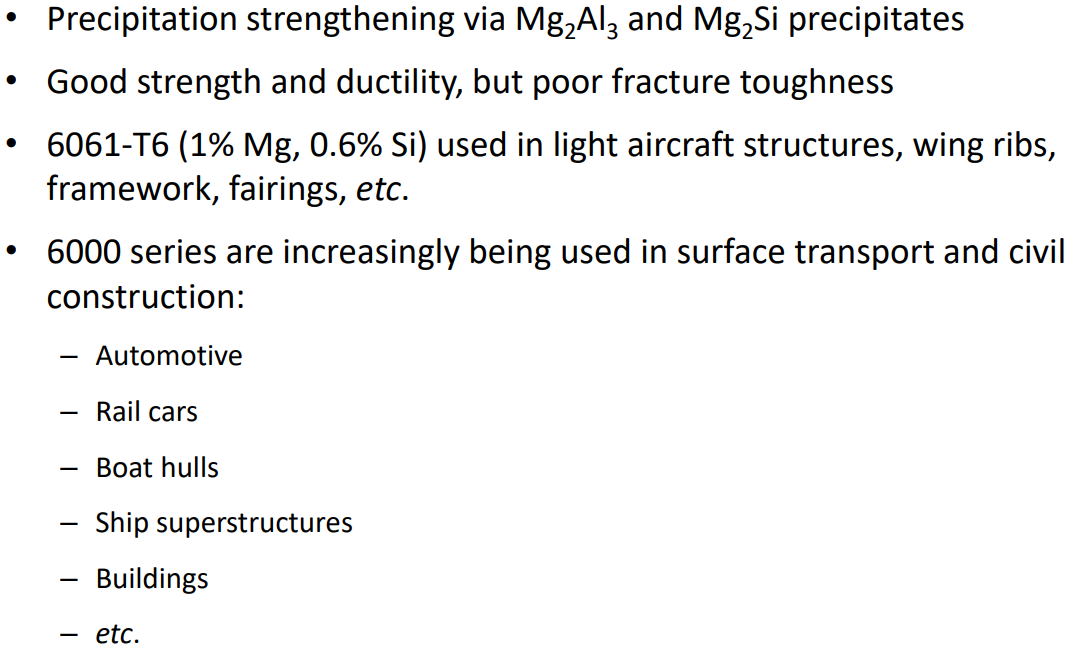 • Precipitation strengthening via Mg₂Al₃ and Mg₂Si precipitates
• Good strength and ductility, but poor fracture toughness
• 6061-T6 (1% Mg, 0.6% Si) used in light aircraft structures, wing ribs,
framework, fairings, etc.
• 6000 series are increasingly being used in surface transport and civil
construction:
– Automotive
– Rail cars
– Boat hulls
– Ship superstructures
– Buildings
– etc.